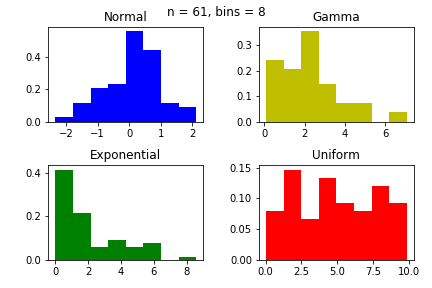 n = 61, bins = 8
Normal
0.4
0.2
0.0
−2 −1 0 1 2
Gamma
0.3
0.2
0.1
0.0
0 2 4 6
Exponential
0.4
0.2
0.0
0 2 4 6 8
Uniform
0.15
0.10
0.05
0.00
0.0 2.5 5.0 7.5 10.0